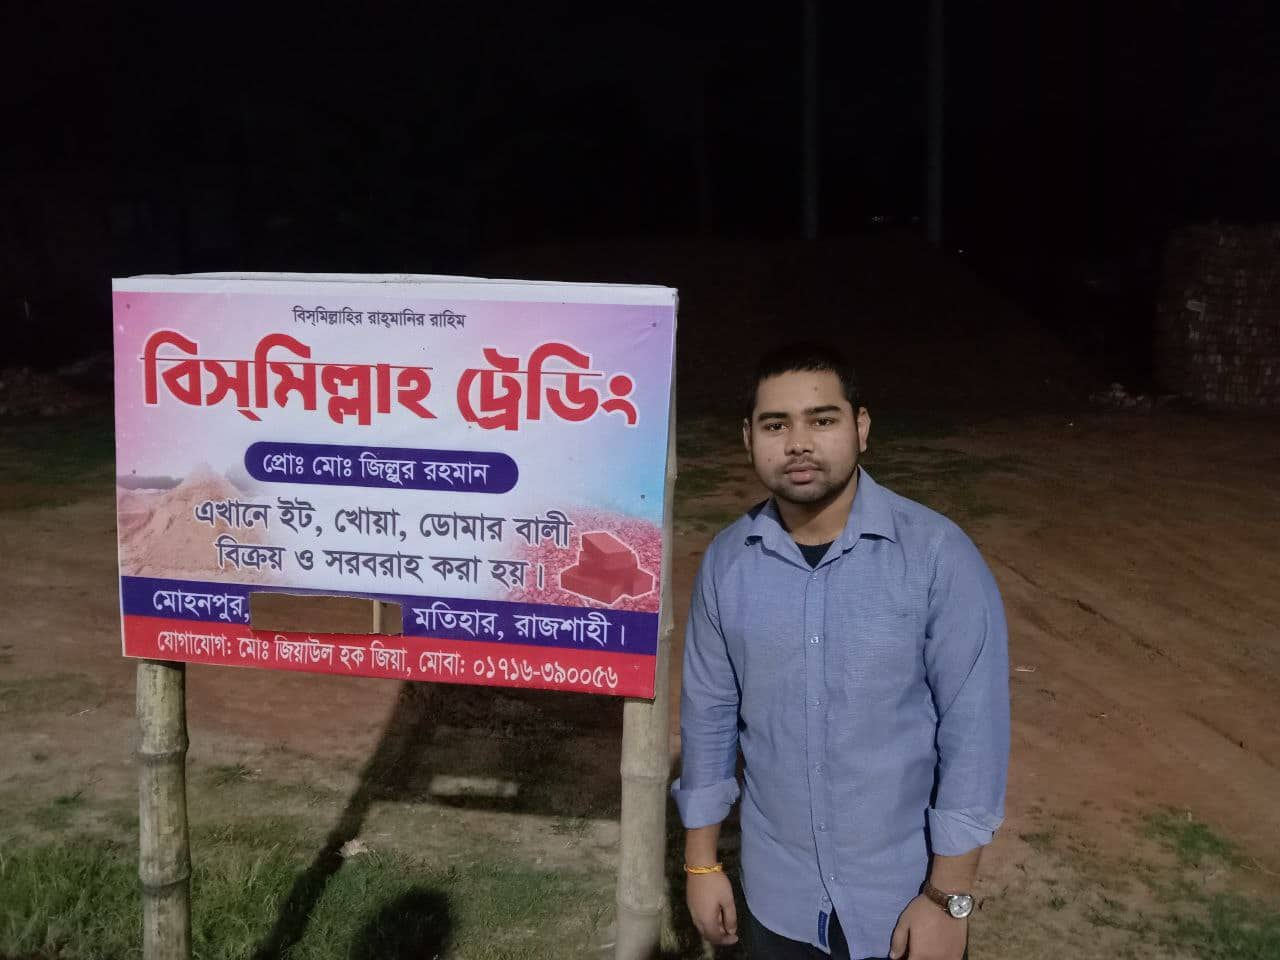 বিস্‌মিল্লাহির রাহ্‌মানির রাহিম
বিস্‌মিল্লাহ ট্রেডিং
প্রোঃ মোঃ জিল্লুর রহমান
এখানে ইট, খোয়া, ডোমার বালী
বিক্রয় ও সরবরাহ করা হয়।
মোহনপুর, মতিহার, রাজশাহী।
যোগাযোগ: মোঃ জিয়াউল হক জিয়া, মোবা: ০১৭১৬-৩৯০০৫৬